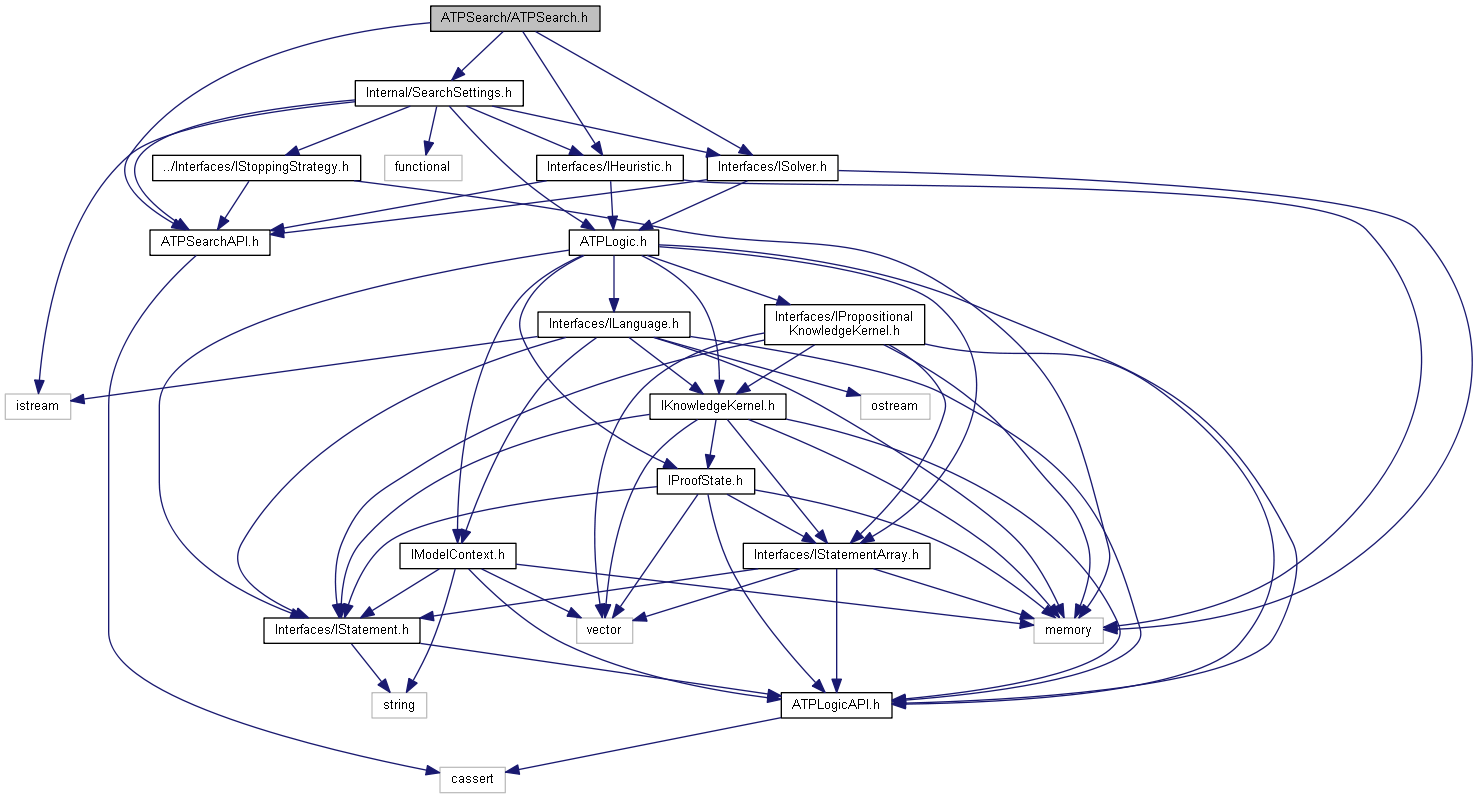 ATPSearch/ATPSearch.h
Internal/SearchSettings.h
../Interfaces/IStoppingStrategy.h
functional
Interfaces/IHeuristic.h
Interfaces/ISolver.h
ATPSearchAPI.h
ATPLogic.h
Interfaces/ILanguage.h
Interfaces/IPropositional
KnowledgeKernel.h
istream
IKnowledgeKernel.h
ostream
IProofState.h
IModelContext.h
Interfaces/IStatementArray.h
Interfaces/IStatement.h
vector
memory
string
ATPLogicAPI.h
cassert